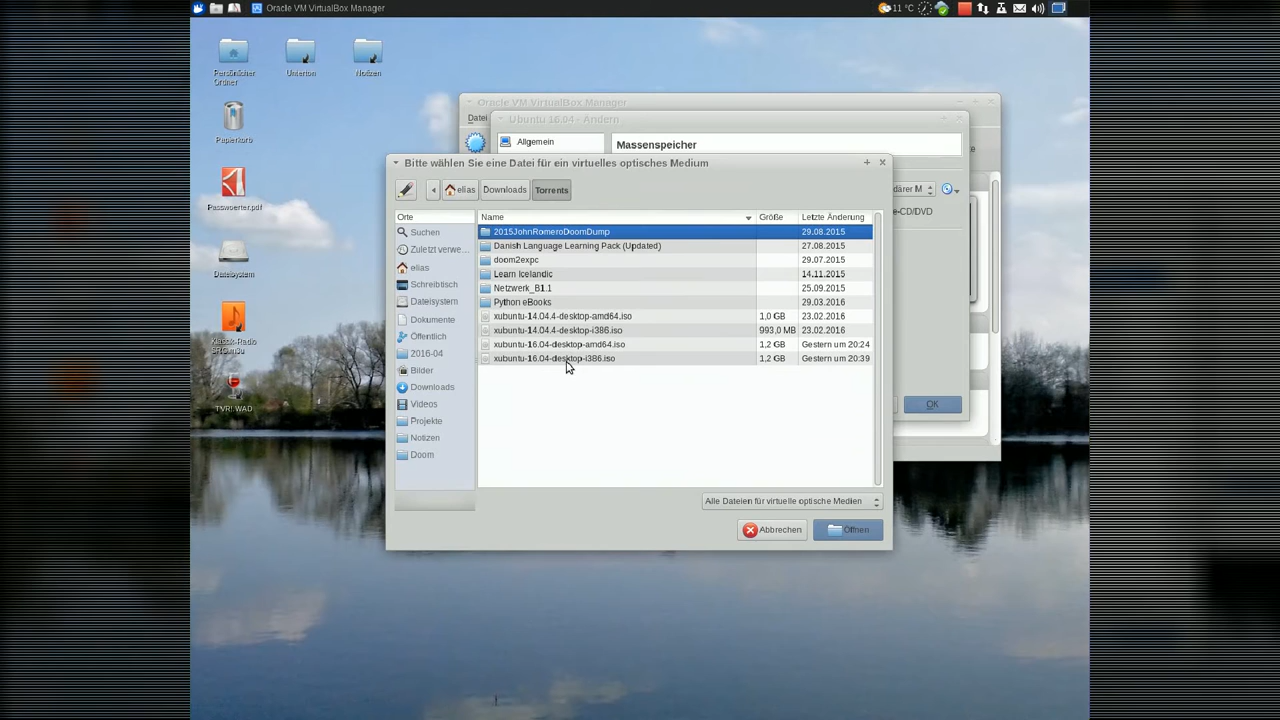 Oracle VM VirtualBox Manager
11 °C
Persönlicher
Ordner
Unterton
Notizen
Papierkorb
Passwoerter.pdf
Dateisystem
Klassik-Radio
TVR!.WAD
Oracle VM VirtualBox Manager
Datei
Ubuntu 16.04 - Ändern
Allgemein
Massenspeicher
därer M
e-CD/DVD
OK
Bitte wählen Sie eine Datei für ein virtuelles optisches Medium
elias
Downloads
Torrents
Orte
Name
Größe
Letzte Änderung
Suchen
Zuletzt verwe...
elias
Schreibtisch
Dateisystem
Dokumente
Öffentlich
2016-04
Bilder
Downloads
Videos
Projekte
Notizen
Doom
2015JohnRomeroDoomDump 29.08.2015
Danish Language Learning Pack (Updated) 27.08.2015
doom2expc 29.07.2015
Learn Icelandic 14.11.2015
Netzwerk_B1.1 25.09.2015
Python eBooks 29.03.2016
xubuntu-14.04.4-desktop-amd64.iso 1,0 GB 23.02.2016
xubuntu-14.04.4-desktop-i386.iso 993,0 MB 23.02.2016
xubuntu-16.04-desktop-amd64.iso 1,2 GB Gestern um 20:24
xubuntu-16.04-desktop-i386.iso 1,2 GB Gestern um 20:39
Alle Dateien für virtuelle optische Medien
Abbrechen
Öffnen